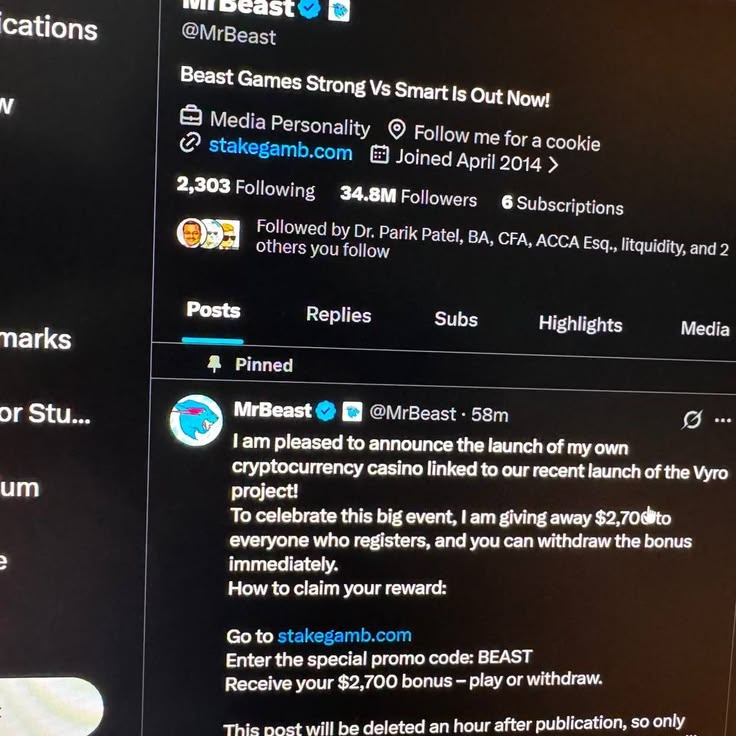 MrBeast
@MrBeast
Beast Games Strong Vs Smart Is Out Now!
Media Personality Follow me for a cookie
stakegamb.com Joined April 2014
2,303 Following 34.8M Followers 6 Subscriptions
Followed by Dr. Parik Patel, BA, CFA, ACCA Esq., litquidity, and 2
others you follow
Posts Replies Subs Highlights Media
Pinned
MrBeast @MrBeast · 58m
I am pleased to announce the launch of my own
cryptocurrency casino linked to our recent launch of the Vyro
project!
To celebrate this big event, I am giving away $2,700 to
everyone who registers, and you can withdraw the bonus
immediately.
How to claim your reward:
Go to stakegamb.com
Enter the special promo code: BEAST
Receive your $2,700 bonus – play or withdraw.
This post will be deleted an hour after publication, so only
ications
w
marks
or Stu...
um
e